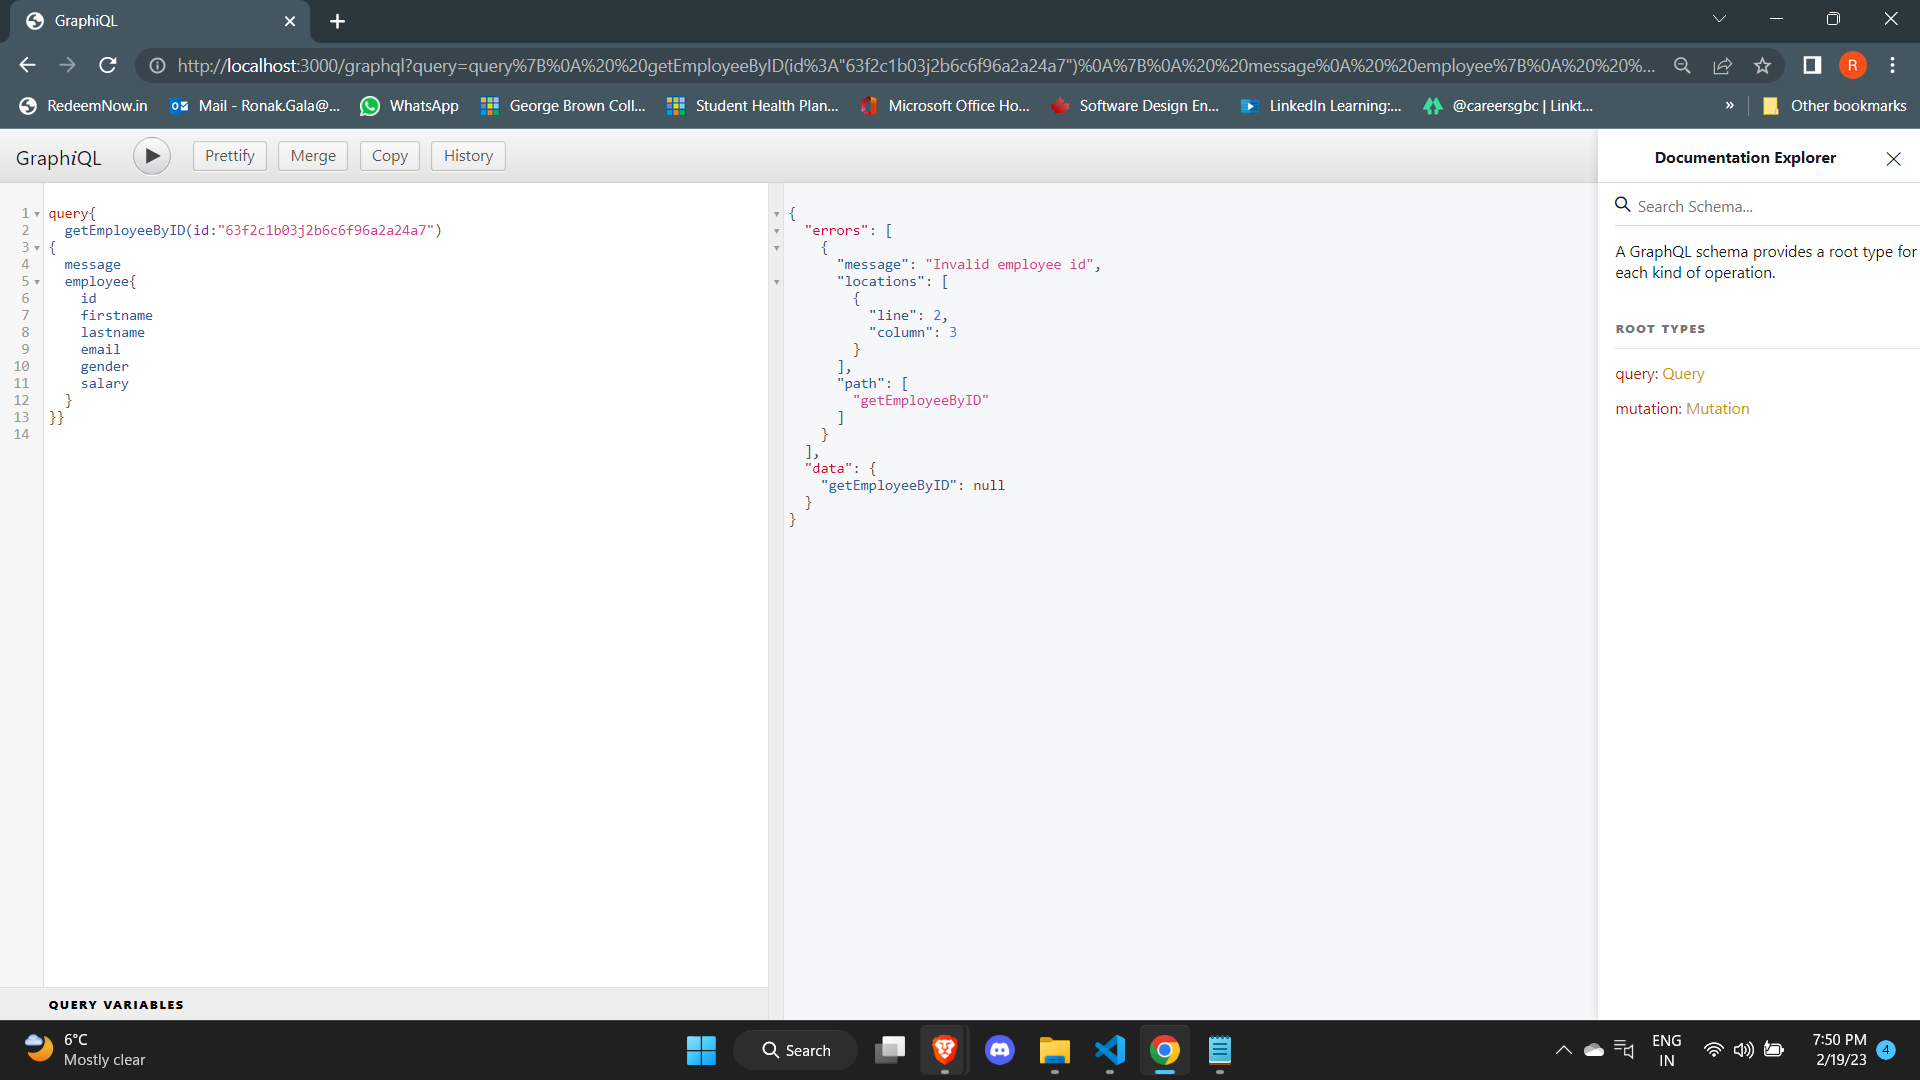 GraphiQL
http://localhost:3000/graphql?query=query%7B%0A%20%20getEmployeeByID(id%3A"63f2c1b03j2b6c6f96a2a24a7")%0A%7B%0A%20%20message%0A%20%20employee%7B%0A%20%20%20%...
R
RedeemNow.in Mail - Ronak.Gala@... WhatsApp George Brown Coll... Student Health Plan... Microsoft Office Ho... Software Design En... LinkedIn Learning:... @careersgbc | Linkt... » Other bookmarks
GraphiQL Prettify Merge Copy History
1 query{
2 getEmployeeByID(id:"63f2c1b03j2b6c6f96a2a24a7")
3 {
4 message
5 employee{
6 id
7 firstname
8 lastname
9 email
10 gender
11 salary
12 }
13 }}
14
QUERY VARIABLES
{
"errors": [
{
"message": "Invalid employee id",
"locations": [
{
"line": 2,
"column": 3
}
],
"path": [
"getEmployeeByID"
]
}
],
"data": {
"getEmployeeByID": null
}
}
Documentation Explorer
Search Schema...
A GraphQL schema provides a root type for
each kind of operation.
ROOT TYPES
query: Query
mutation: Mutation
6°C
Mostly clear
Search
ENG
IN
7:50 PM
2/19/23
4